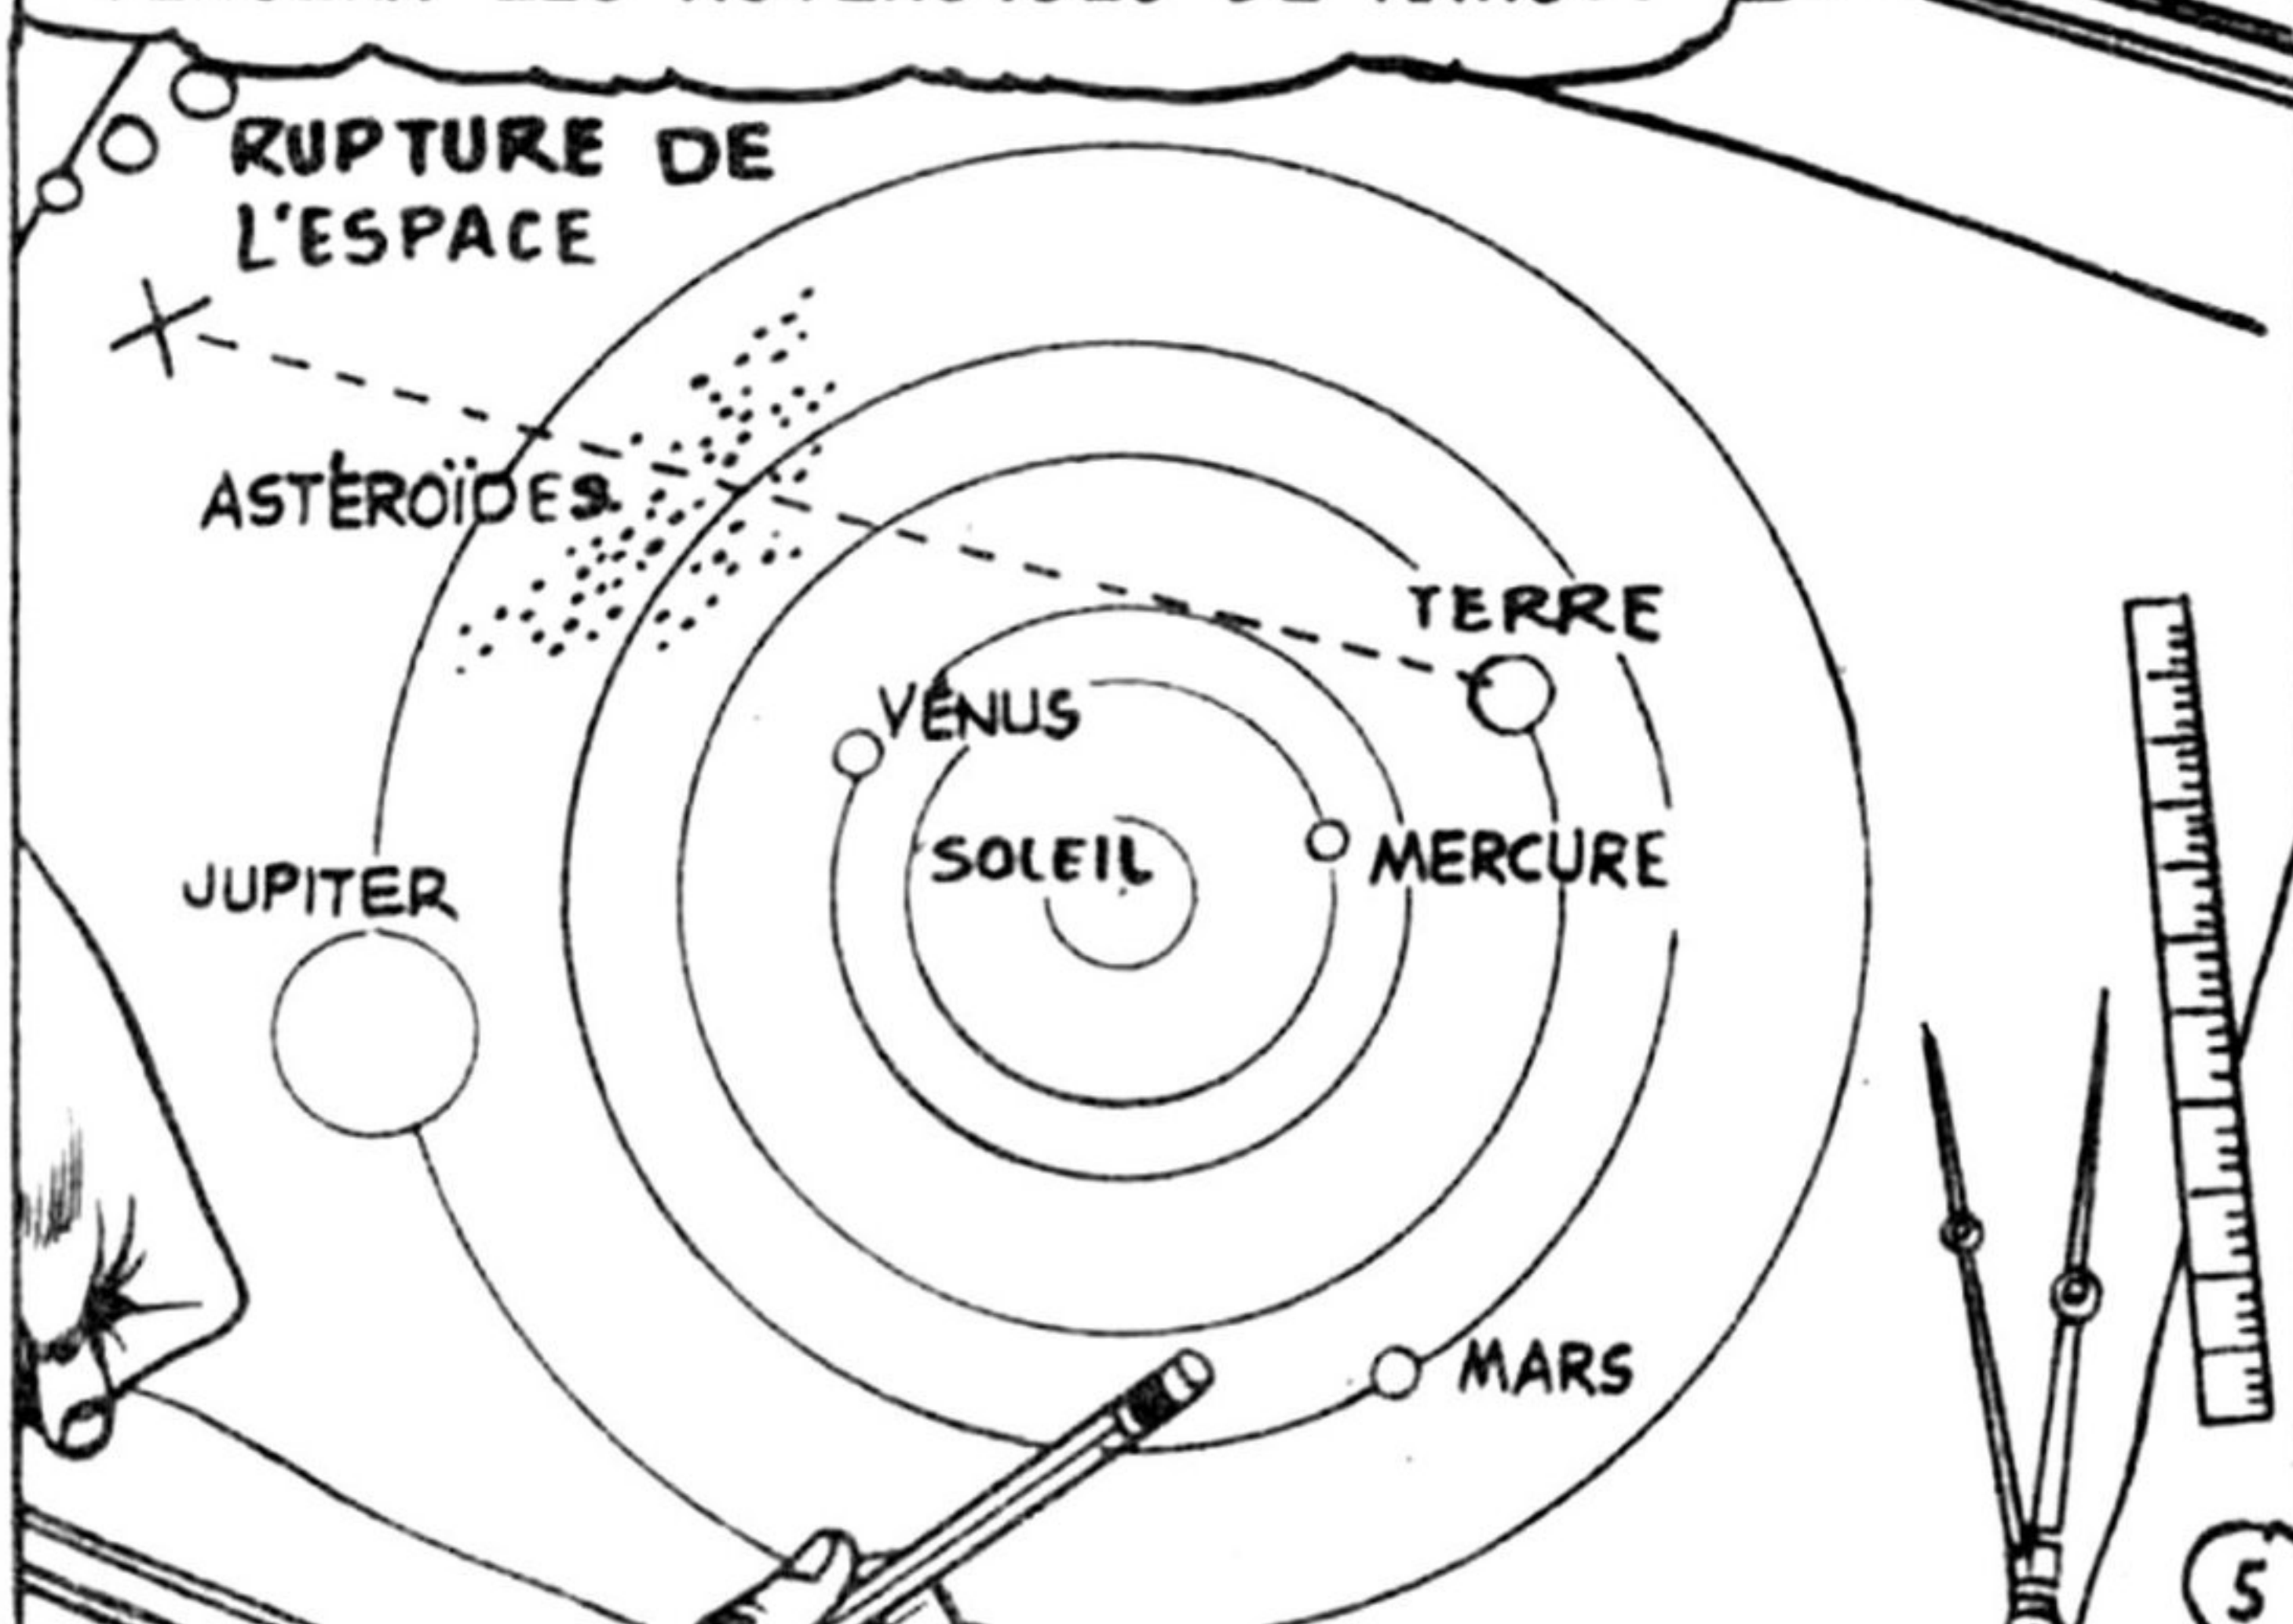 RUPTURE DE
L'ESPACE
ASTÉROÏDES
TERRE
VÉNUS
SOLEIL
MERCURE
JUPITER
MARS
5